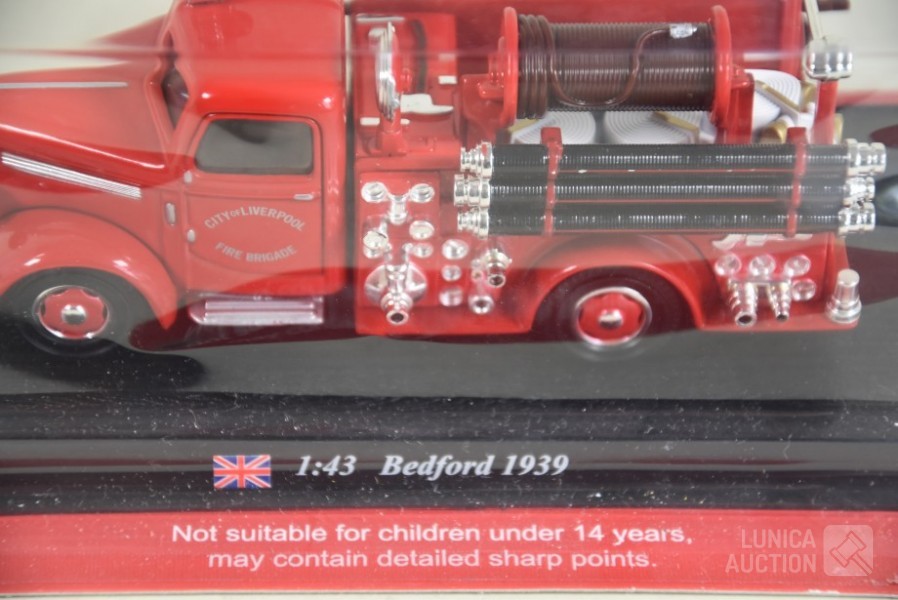 CITY OF LIVERPOOL
FIRE BRIGADE
1:43 Bedford 1939
Not suitable for children under 14 years,
may contain detailed sharp points.
LUNICA
AUCTION